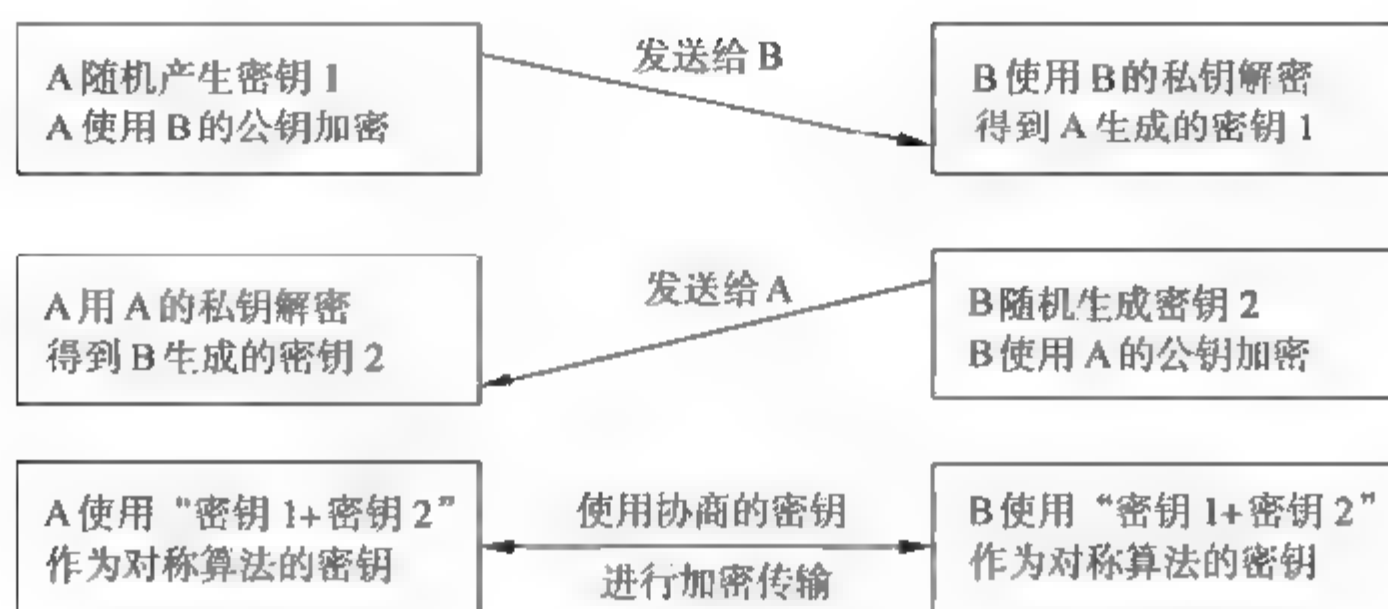 A随机产生密钥1
A使用B的公钥加密
发送给B
B使用B的私钥解密
得到A生成的密钥1
A用A的私钥解密
得到B生成的密钥2
发送给A
B随机生成密钥2
B使用A的公钥加密
A使用“密钥1+密钥2”
作为对称算法的密钥
使用协商的密钥
进行加密传输
B使用“密钥1+密钥2”
作为对称算法的密钥